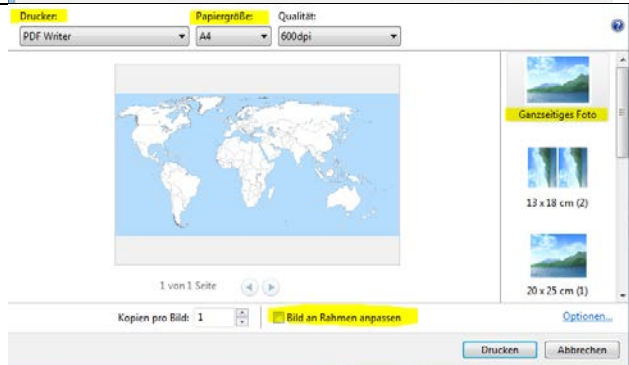 Drucker: Papiergröße: Qualität:
PDF Writer A4 600dpi
Ganzseitiges Foto
13 x 18 cm (2)
20 x 25 cm (1)
1 von 1 Seite
Kopien pro Bild: 1 Bild an Rahmen anpassen Optionen...
Drucken Abbrechen